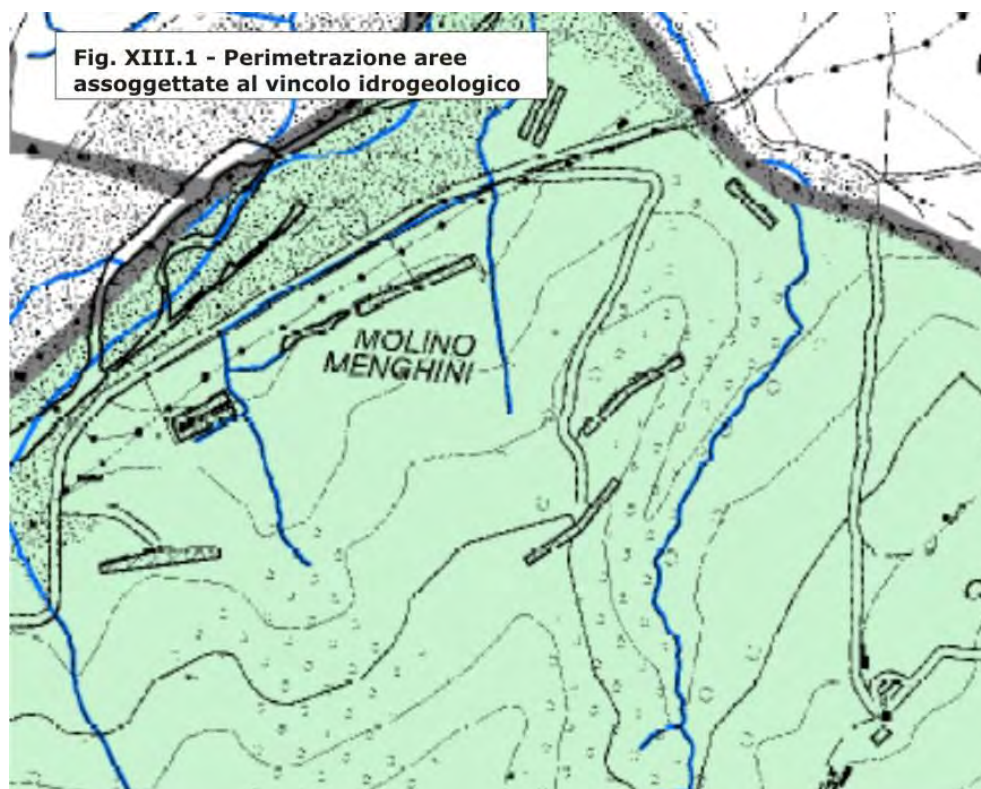 Fig. XIII.1 - Perimetrazione aree
assoggettate al vincolo idrogeologico
MOLINO
MENGHINI